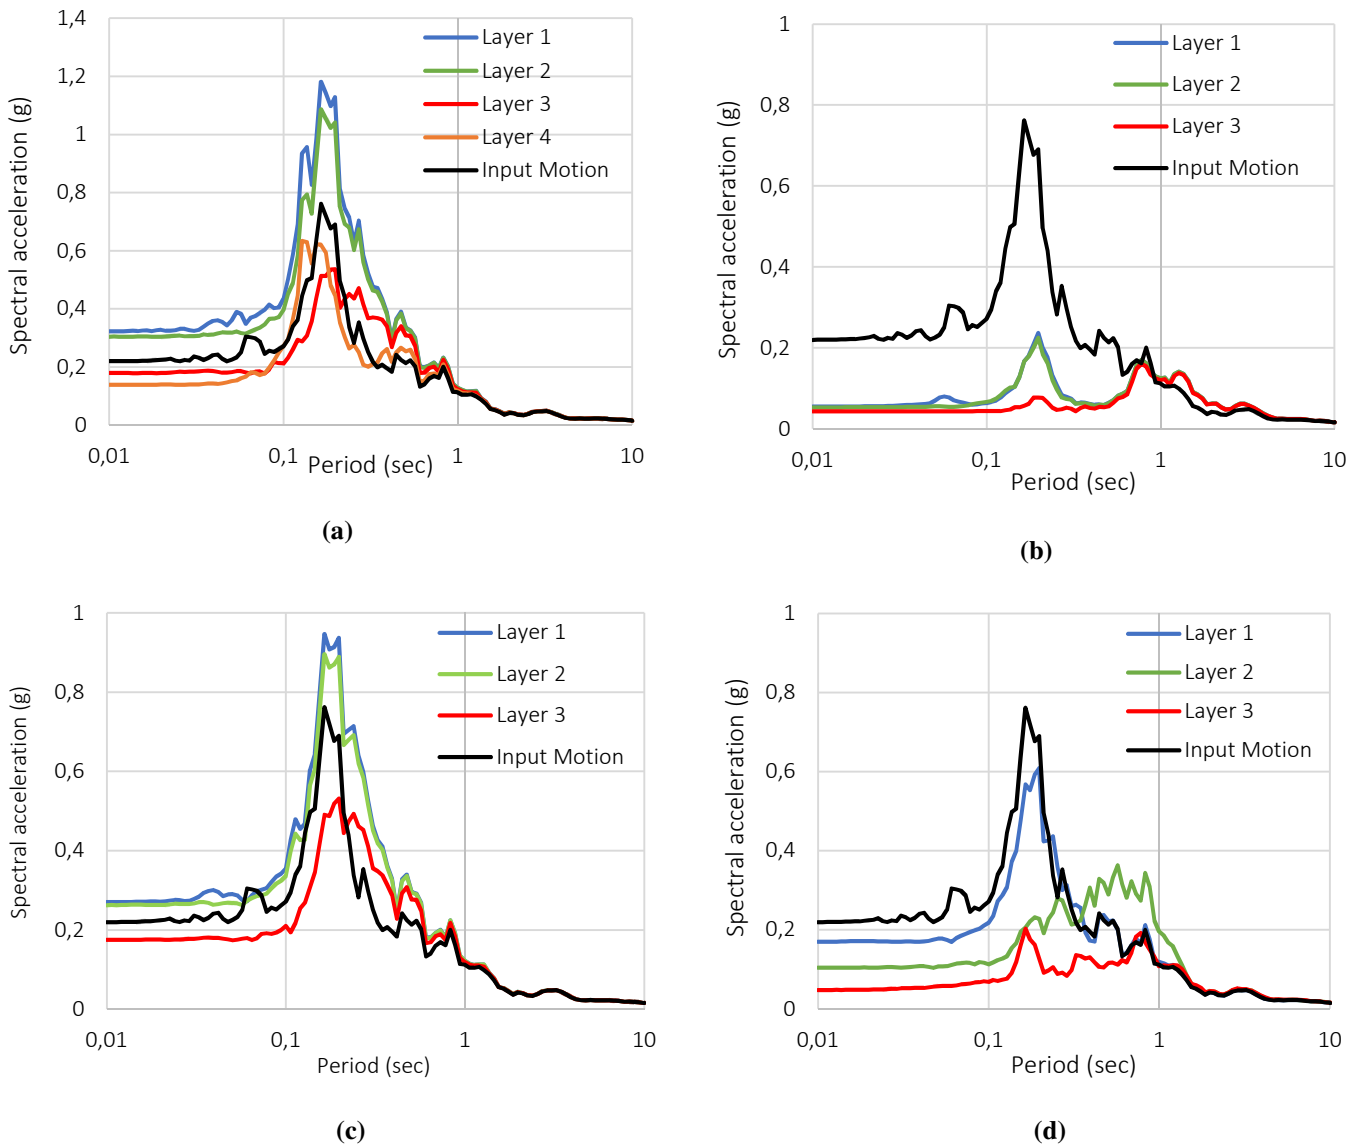 Spectral acceleration (g)
1,4
1,2
1
0,8
0,6
0,4
0,2
0
Layer 1
Layer 2
Layer 3
Layer 4
Input Motion
0,01
0,1
1
10
Period (sec)
(a)
Spectral acceleration (g)
1
0,8
0,6
0,4
0,2
0
Layer 1
Layer 2
Layer 3
Input Motion
0,01
0,1
1
10
Period (sec)
(b)
Spectral acceleration (g)
1
0,8
0,6
0,4
0,2
0
Layer 1
Layer 2
Layer 3
Input Motion
0,01
0,1
1
10
Period (sec)
(c)
Spectral acceleration (g)
1
0,8
0,6
0,4
0,2
0
Layer 1
Layer 2
Layer 3
Input Motion
0,01
0,1
1
10
Period (sec)
(d)